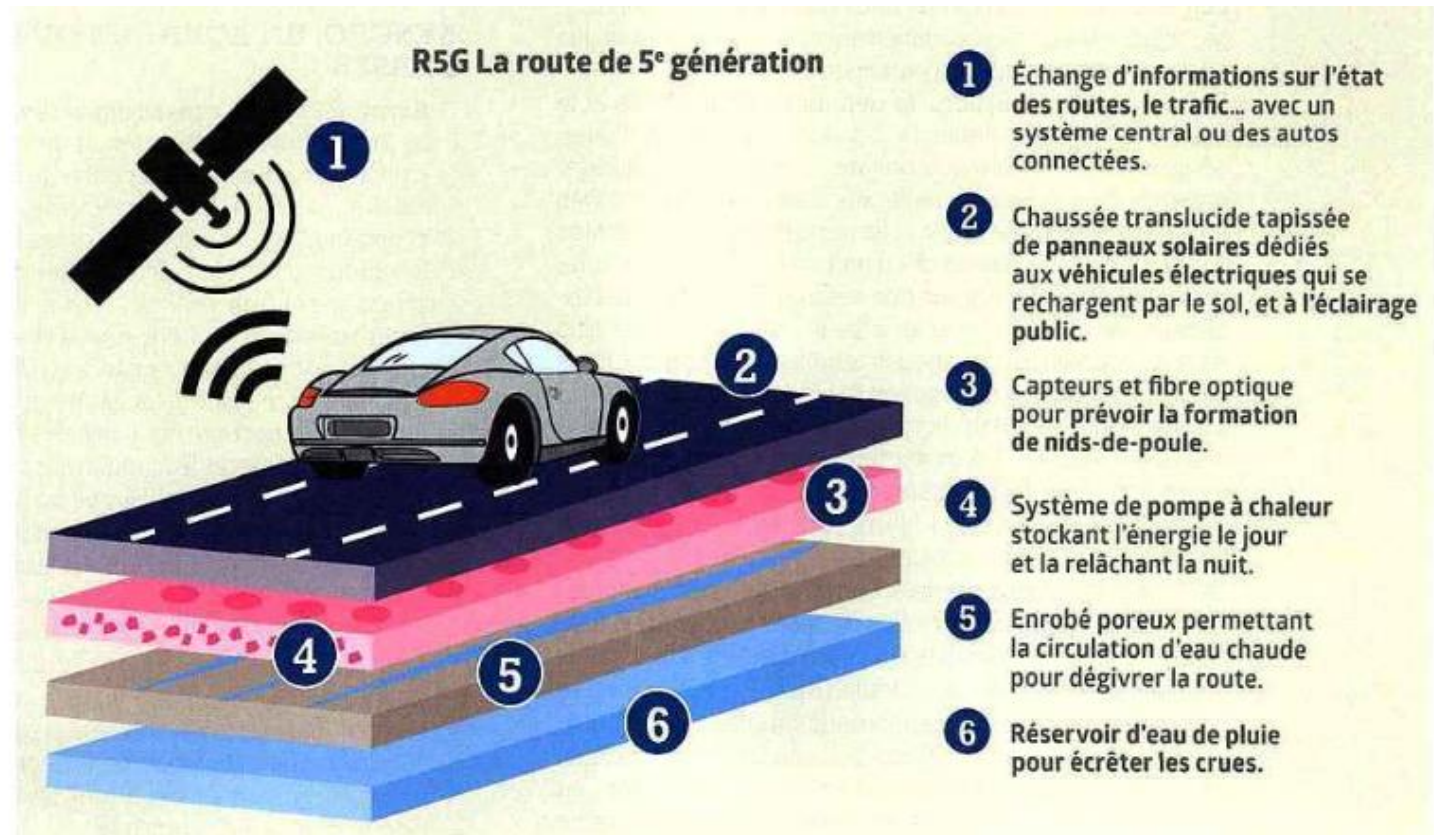 R5G La route de 5e génération
1
2
3
4
5
6
1 Échange d'informations sur l'état
des routes, le trafic... avec un
système central ou des autos
connectées.
2 Chaussée translucide tapissée
de panneaux solaires dédiés
aux véhicules électriques qui se
rechargent par le sol, et à l'éclairage
public.
3 Capteurs et fibre optique
pour prévoir la formation
de nids-de-poule.
4 Système de pompe à chaleur
stockant l'énergie le jour
et la relâchant la nuit.
5 Enrobé poreux permettant
la circulation d'eau chaude
pour dégivrer la route.
6 Réservoir d'eau de pluie
pour écrêter les crues.